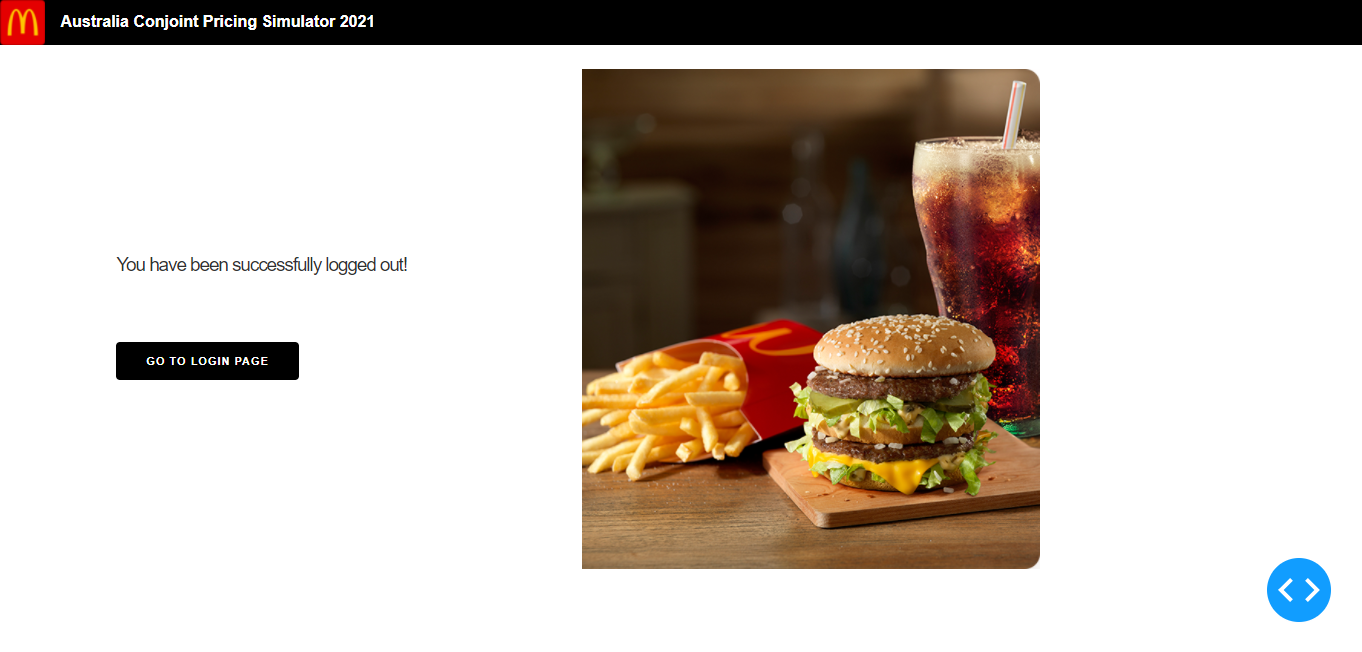 Australia Conjoint Pricing Simulator 2021
You have been successfully logged out!
GO TO LOGIN PAGE